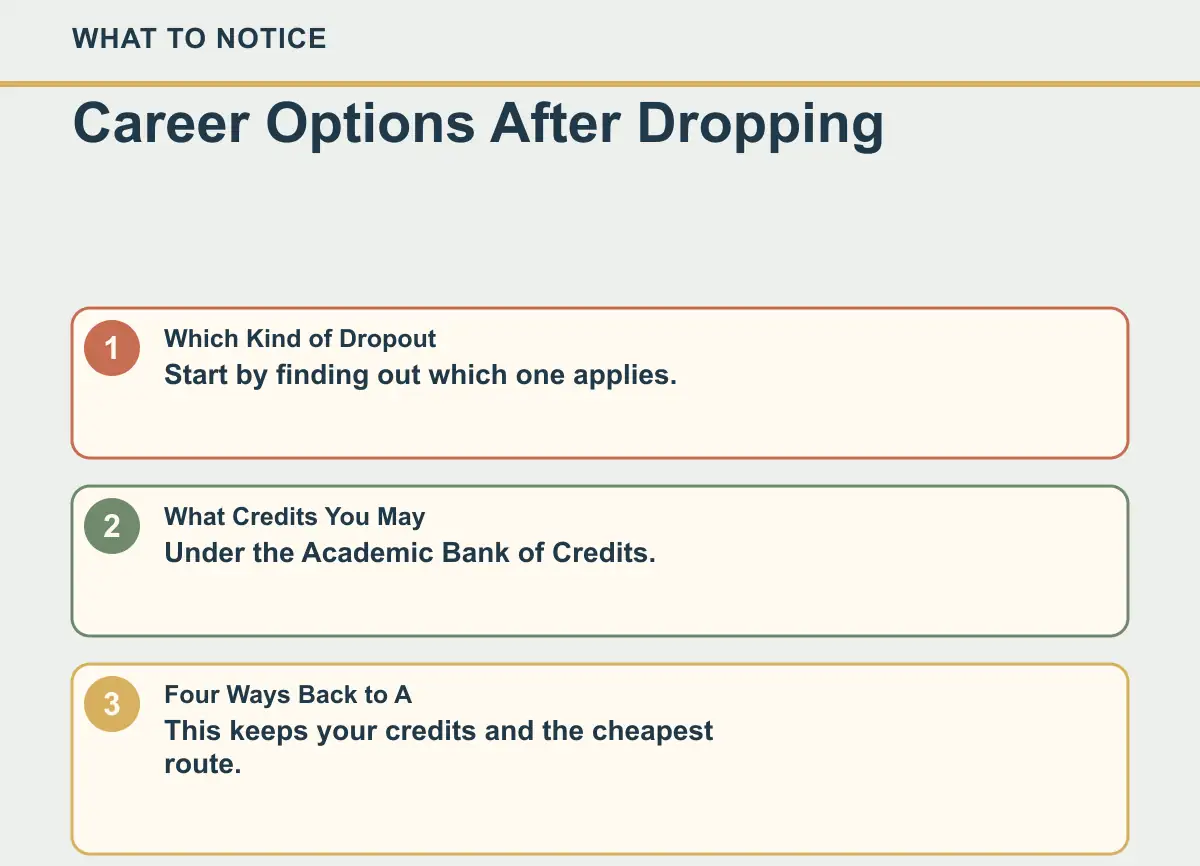 WHAT TO NOTICE
Career Options After Dropping
1
Which Kind of Dropout
Start by finding out which one applies.
2
What Credits You May
Under the Academic Bank of Credits.
3
Four Ways Back to A
This keeps your credits and the cheapest
route.